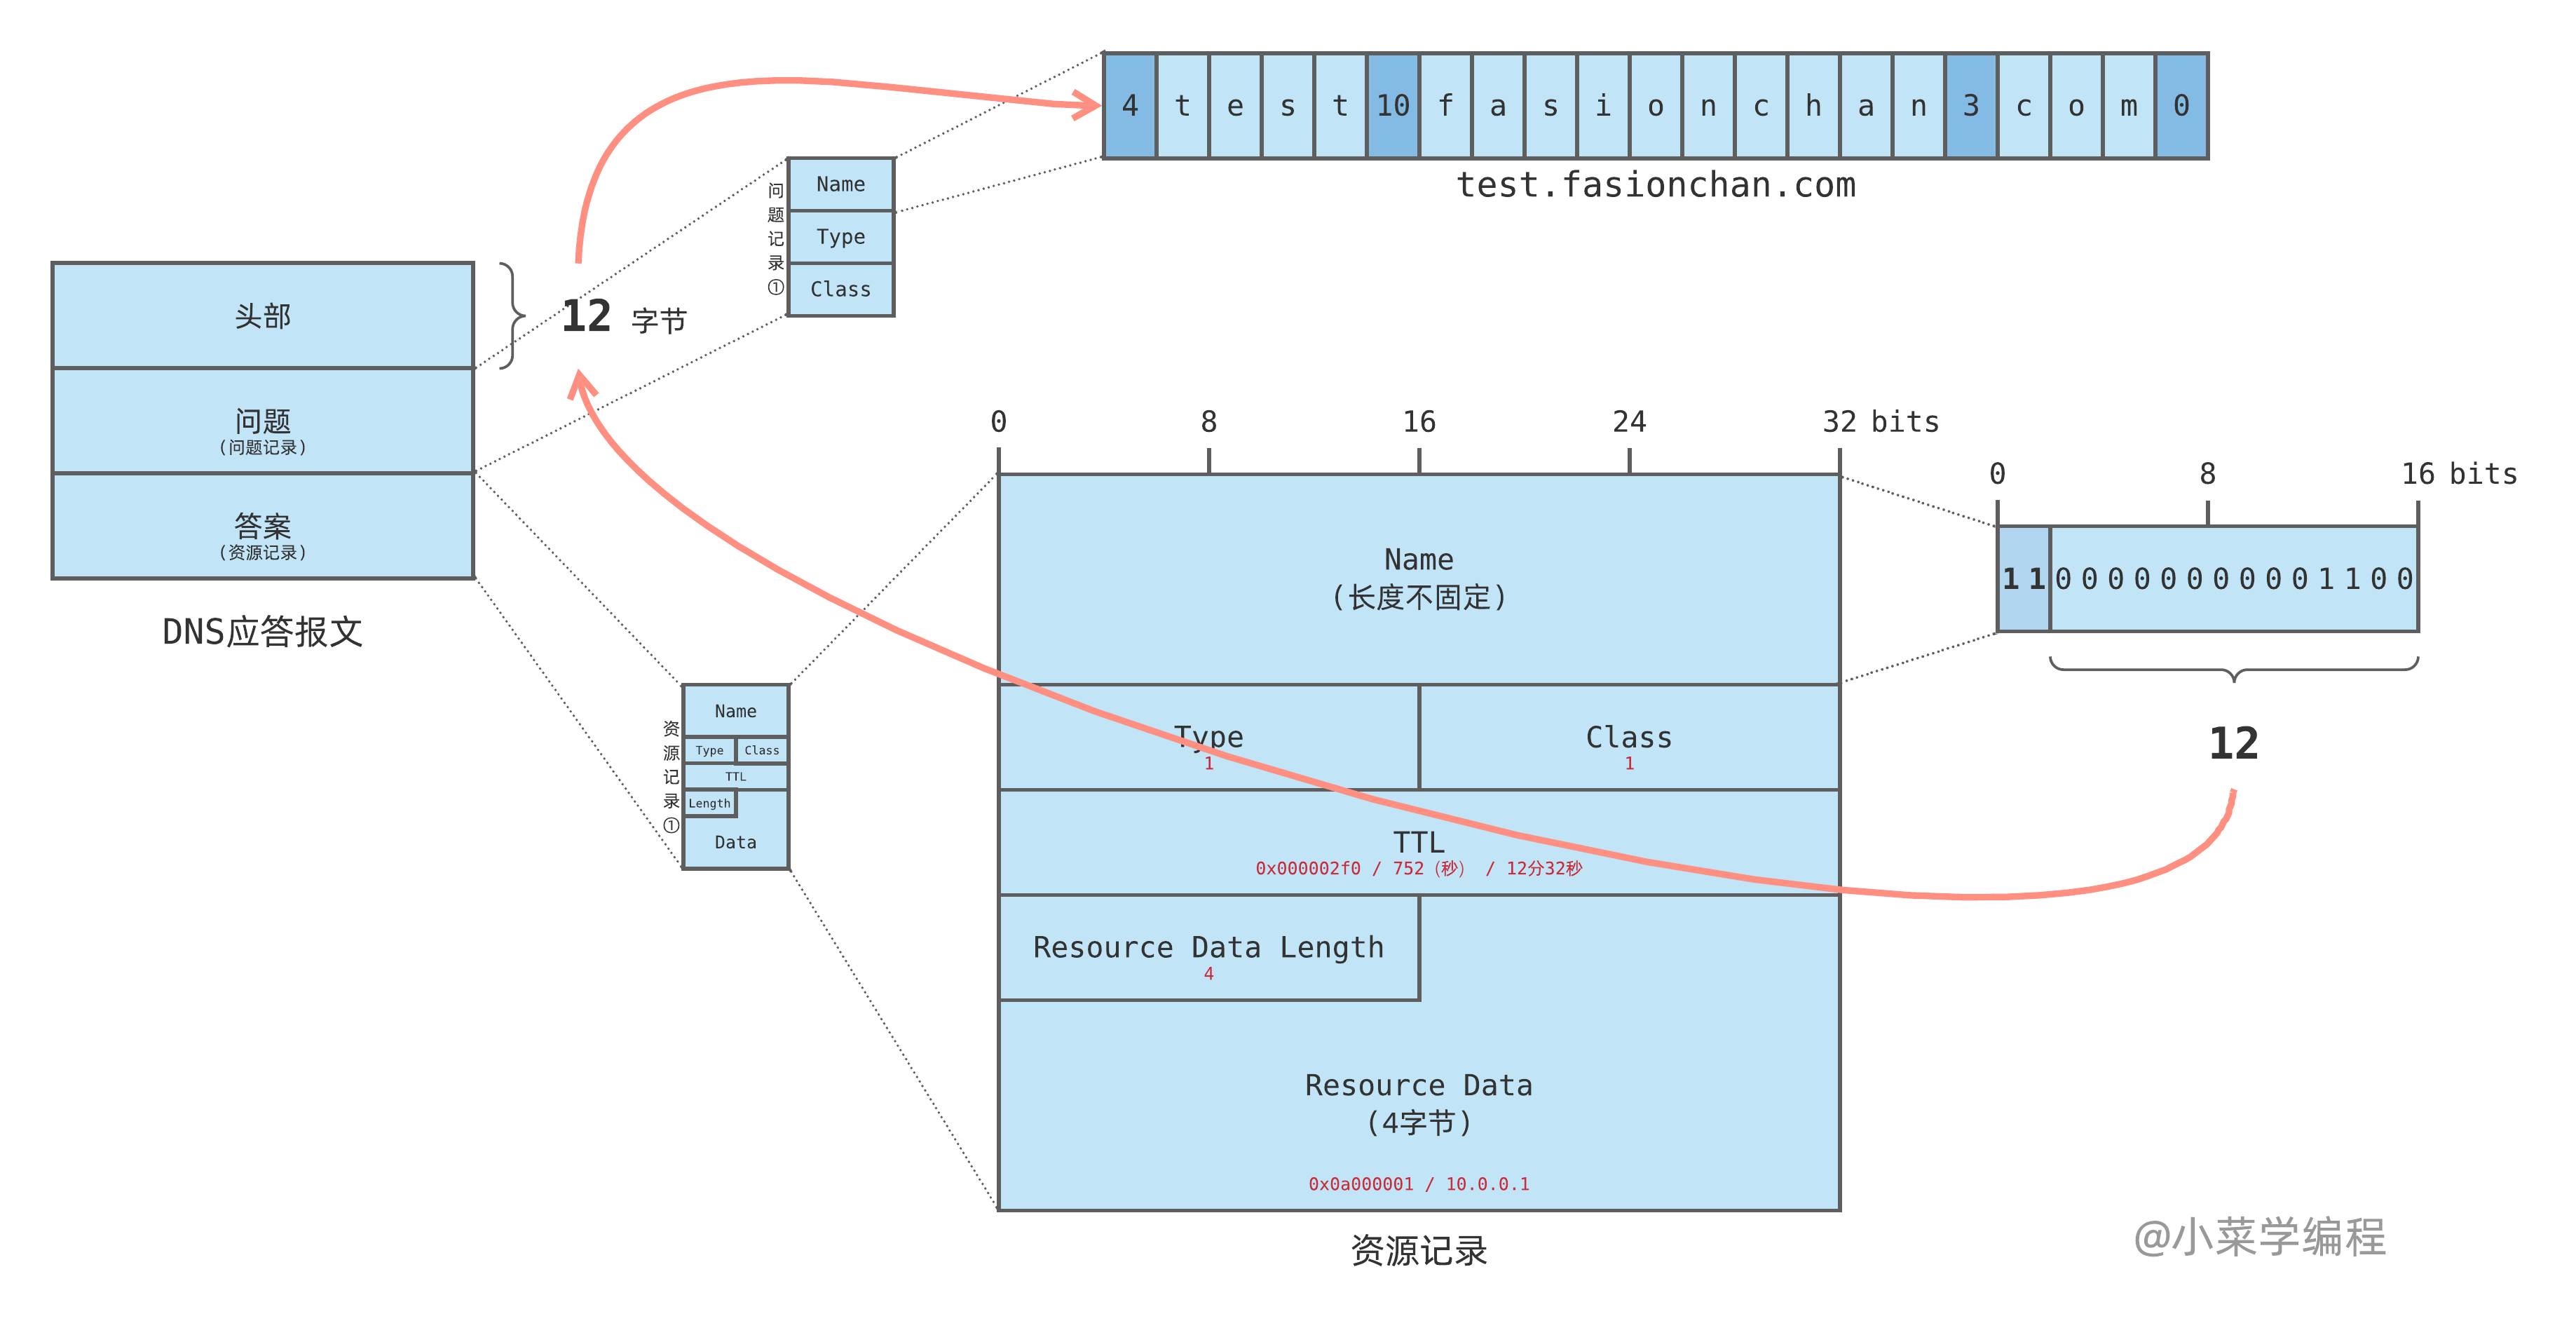 4 t e s t 10 f a s i o n c h a n 3 c o m 0
test.fasionchan.com
问题记录①
Name
Type
Class
头部
12 字节
问题
(问题记录)
答案
(资源记录)
DNS应答报文
资源记录①
Name
Type Class
TTL
Length
Data
0 8 16 24 32 bits
Name
(长度不固定)
Type
1
Class
1
TTL
0x000002f0 / 752（秒） / 12分32秒
Resource Data Length
4
Resource Data
(4字节)
0x0a000001 / 10.0.0.1
资源记录
0 8 16 bits
1 1 0 0 0 0 0 0 0 0 0 0 1 1 0 0
12
@小菜学编程